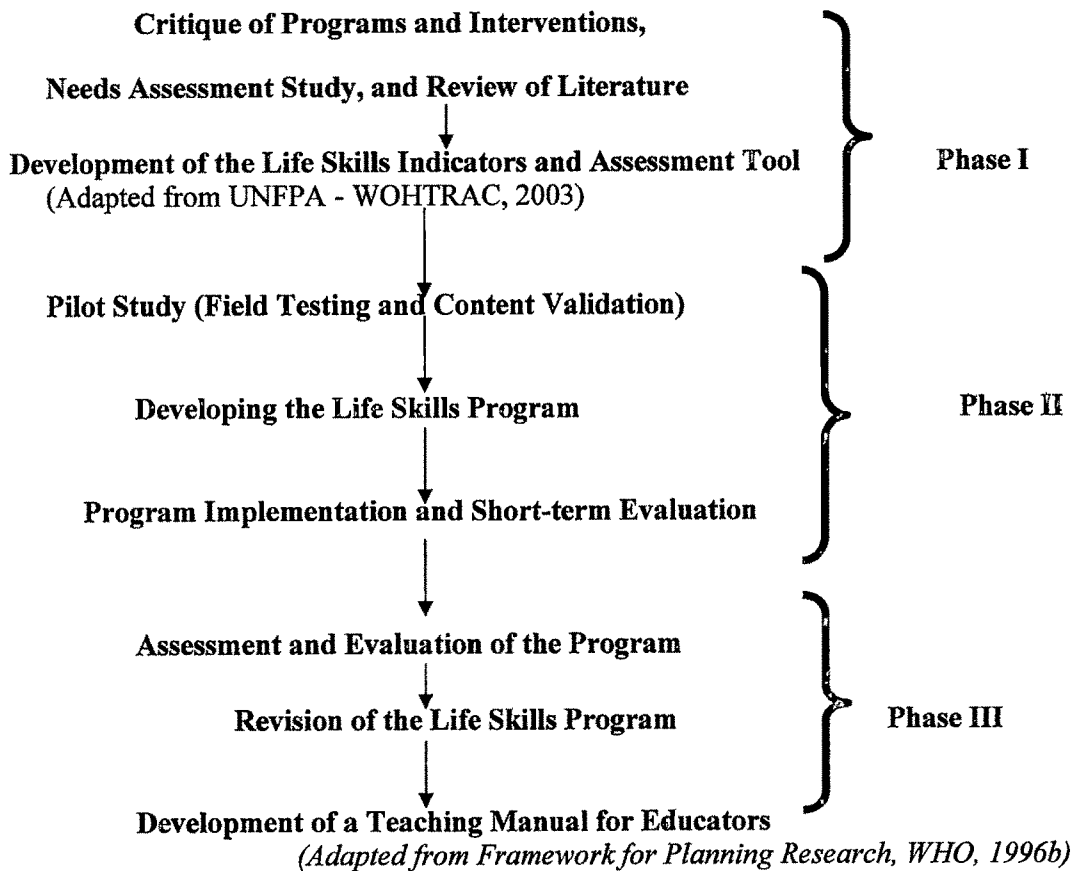 Critique of Programs and Interventions,
Needs Assessment Study, and Review of Literature
Development of the Life Skills Indicators and Assessment Tool
Phase I
(Adapted from UNFPA - WOHTRAC, 2003)
Pilot Study (Field Testing and Content Validation)
Developing the Life Skills Program
Phase II
Program Implementation and Short-term Evaluation
Assessment and Evaluation of the Program
Revision of the Life Skills Program
Phase III
Development of a Teaching Manual for Educators
(Adapted from Framework for Planning Research, WHO, 1996b)